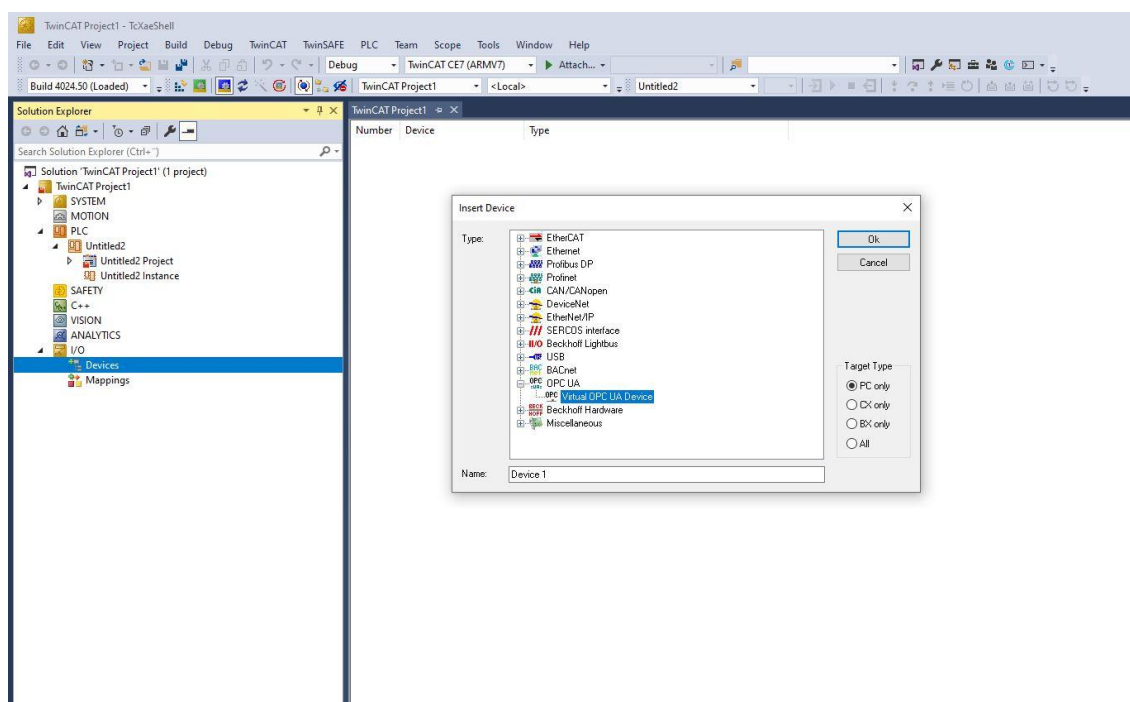 TwinCAT Project1 - TcXaeShell
File Edit View Project Build Debug TwinCAT TwinSAFE PLC Team Scope Tools Window Help
Debug TwinCAT CE7 (ARMV7) Attach...
Build 4024.50 (Loaded) TwinCAT Project1 <Local> Untitled2
Solution Explorer
Search Solution Explorer (Ctrl+¨)
Solution 'TwinCAT Project1' (1 project)
TwinCAT Project1
SYSTEM
MOTION
PLC
Untitled2
Untitled2 Project
Untitled2 Instance
SAFETY
C++
VISION
ANALYTICS
I/O
Devices
Mappings
TwinCAT Project1
Number Device Type
Insert Device
Type:
EtherCAT
Ethernet
Profibus DP
Profinet
CAN/CANopen
DeviceNet
EtherNet/IP
SERCOS interface
Beckhoff Lightbus
USB
BACnet
OPC UA
Virtual OPC UA Device
Beckhoff Hardware
Miscellaneous
Ok
Cancel
Target Type
PC only
CX only
BX only
All
Name: Device 1